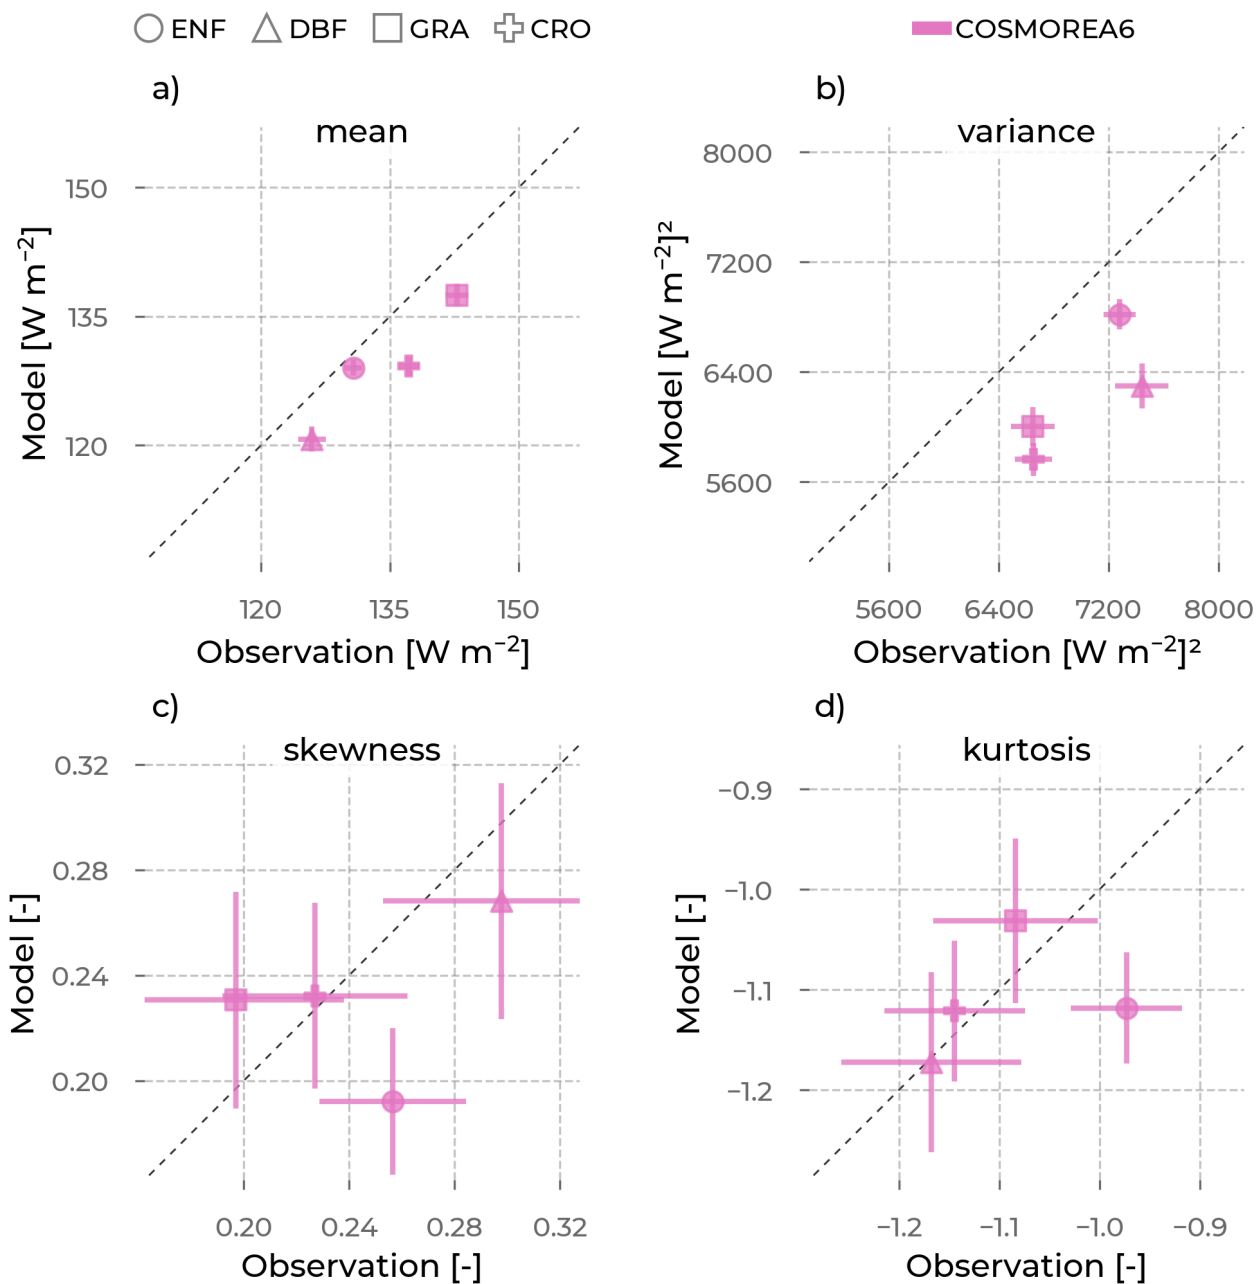 ENF DBF GRA CRO COSMOREA6
a)
mean
150
135
120
Model [W m⁻²]
120 135 150
Observation [W m⁻²]
b)
variance
8000
7200
6400
5600
Model [W m⁻²]²
5600 6400 7200 8000
Observation [W m⁻²]²
c)
skewness
0.32
0.28
0.24
0.20
Model [-]
0.20 0.24 0.28 0.32
Observation [-]
d)
kurtosis
−0.9
−1.0
−1.1
−1.2
Model [-]
−1.2 −1.1 −1.0 −0.9
Observation [-]